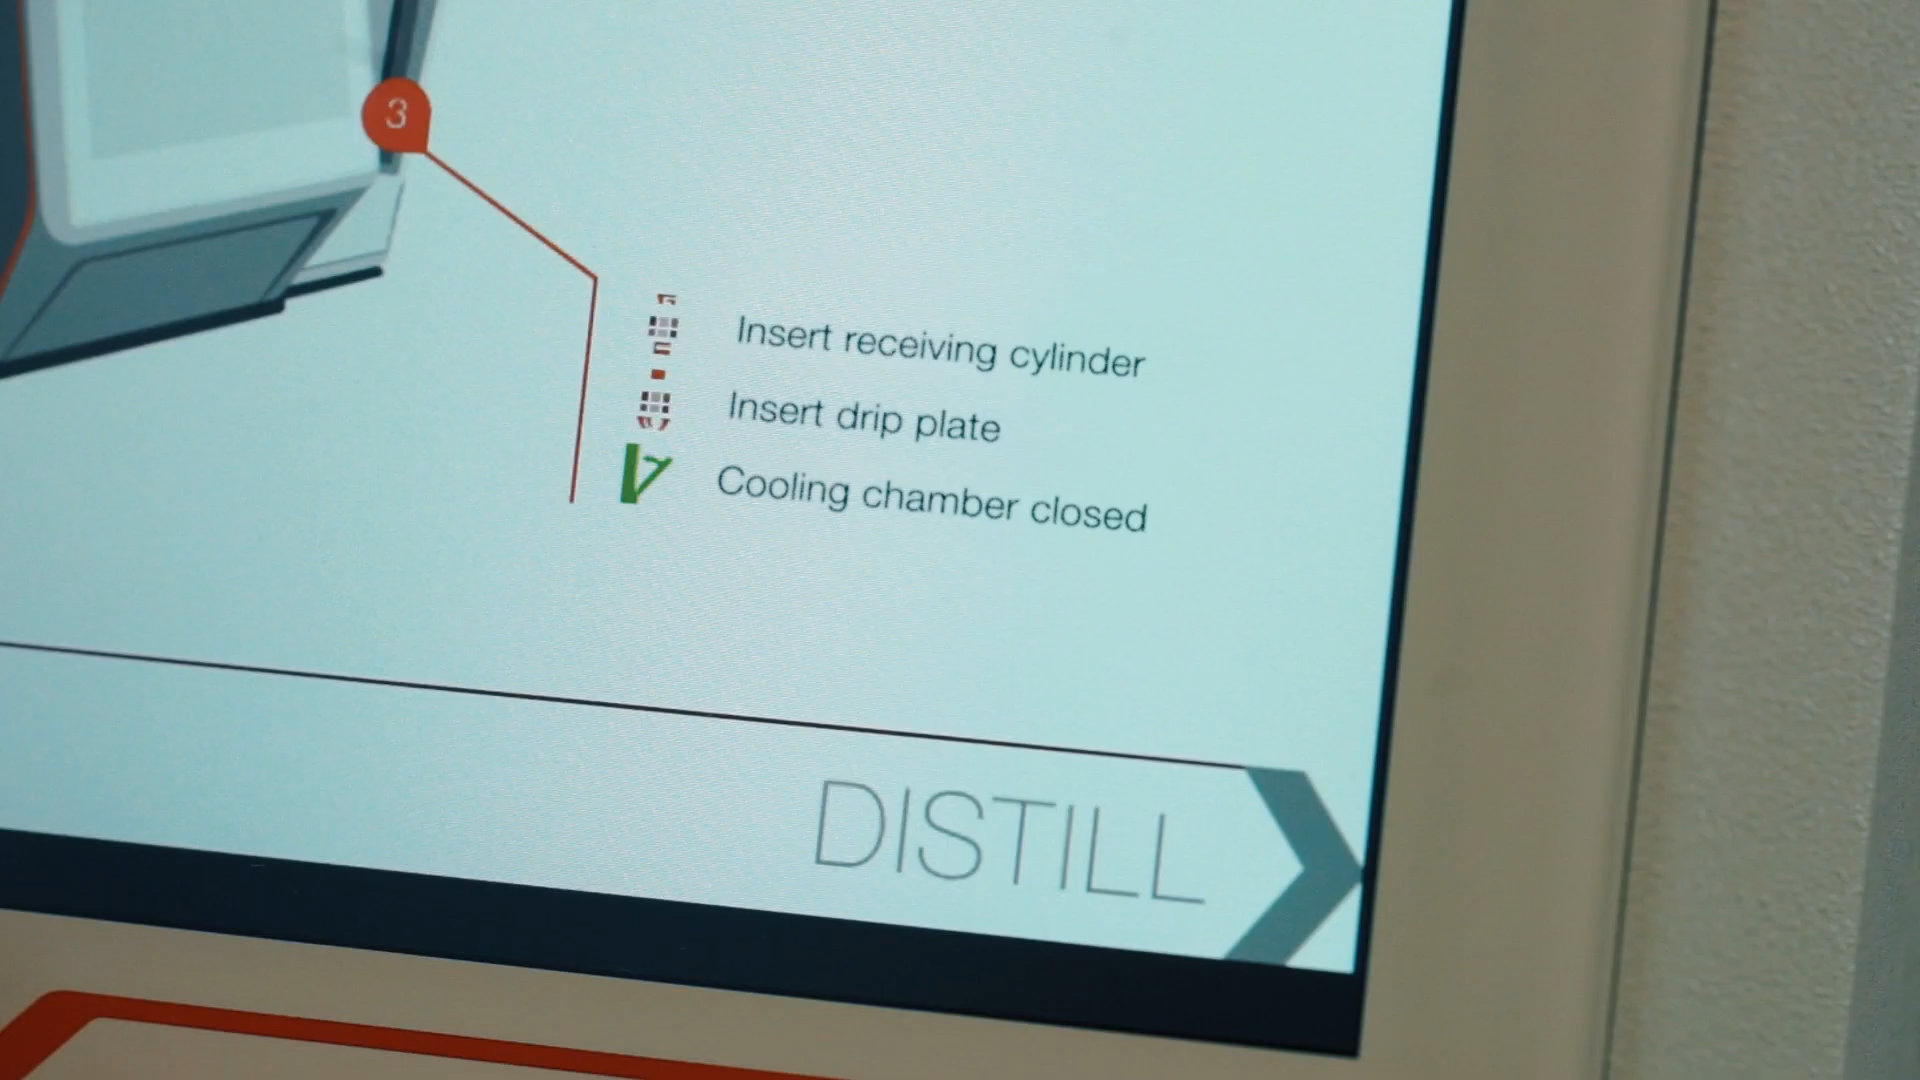 3
Insert receiving cylinder
Insert drip plate
Cooling chamber closed
DISTILL